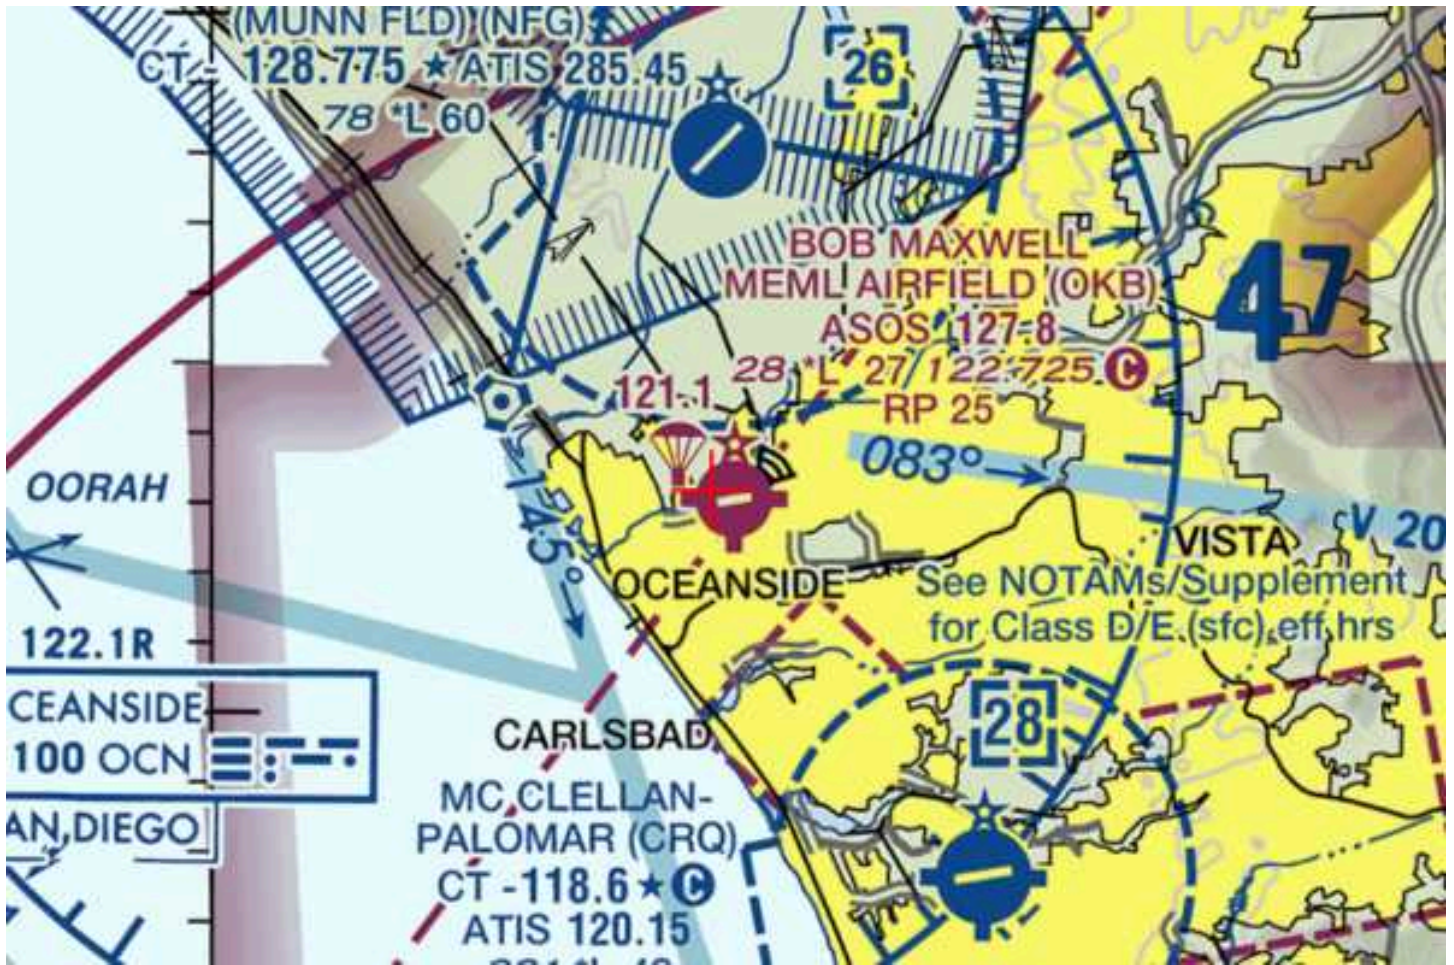 (MUNN FLD) (NFG)
CT - 128.775 ★ ATIS 285.45
78 *L 60
26
BOB MAXWELL
MEML AIRFIELD (OKB)
ASOS 127.8
28 *L 27 122.725 C
RP 25
121.1
47
083°
OORAH
145°
V 20
VISTA
OCEANSIDE
See NOTAMs/Supplement
for Class D/E (sfc) eff hrs
122.1R
CEANSIDE
100 OCN
AN DIEGO
28
CARLSBAD
MC CLELLAN-
PALOMAR (CRQ)
CT - 118.6 ★ C
ATIS 120.15